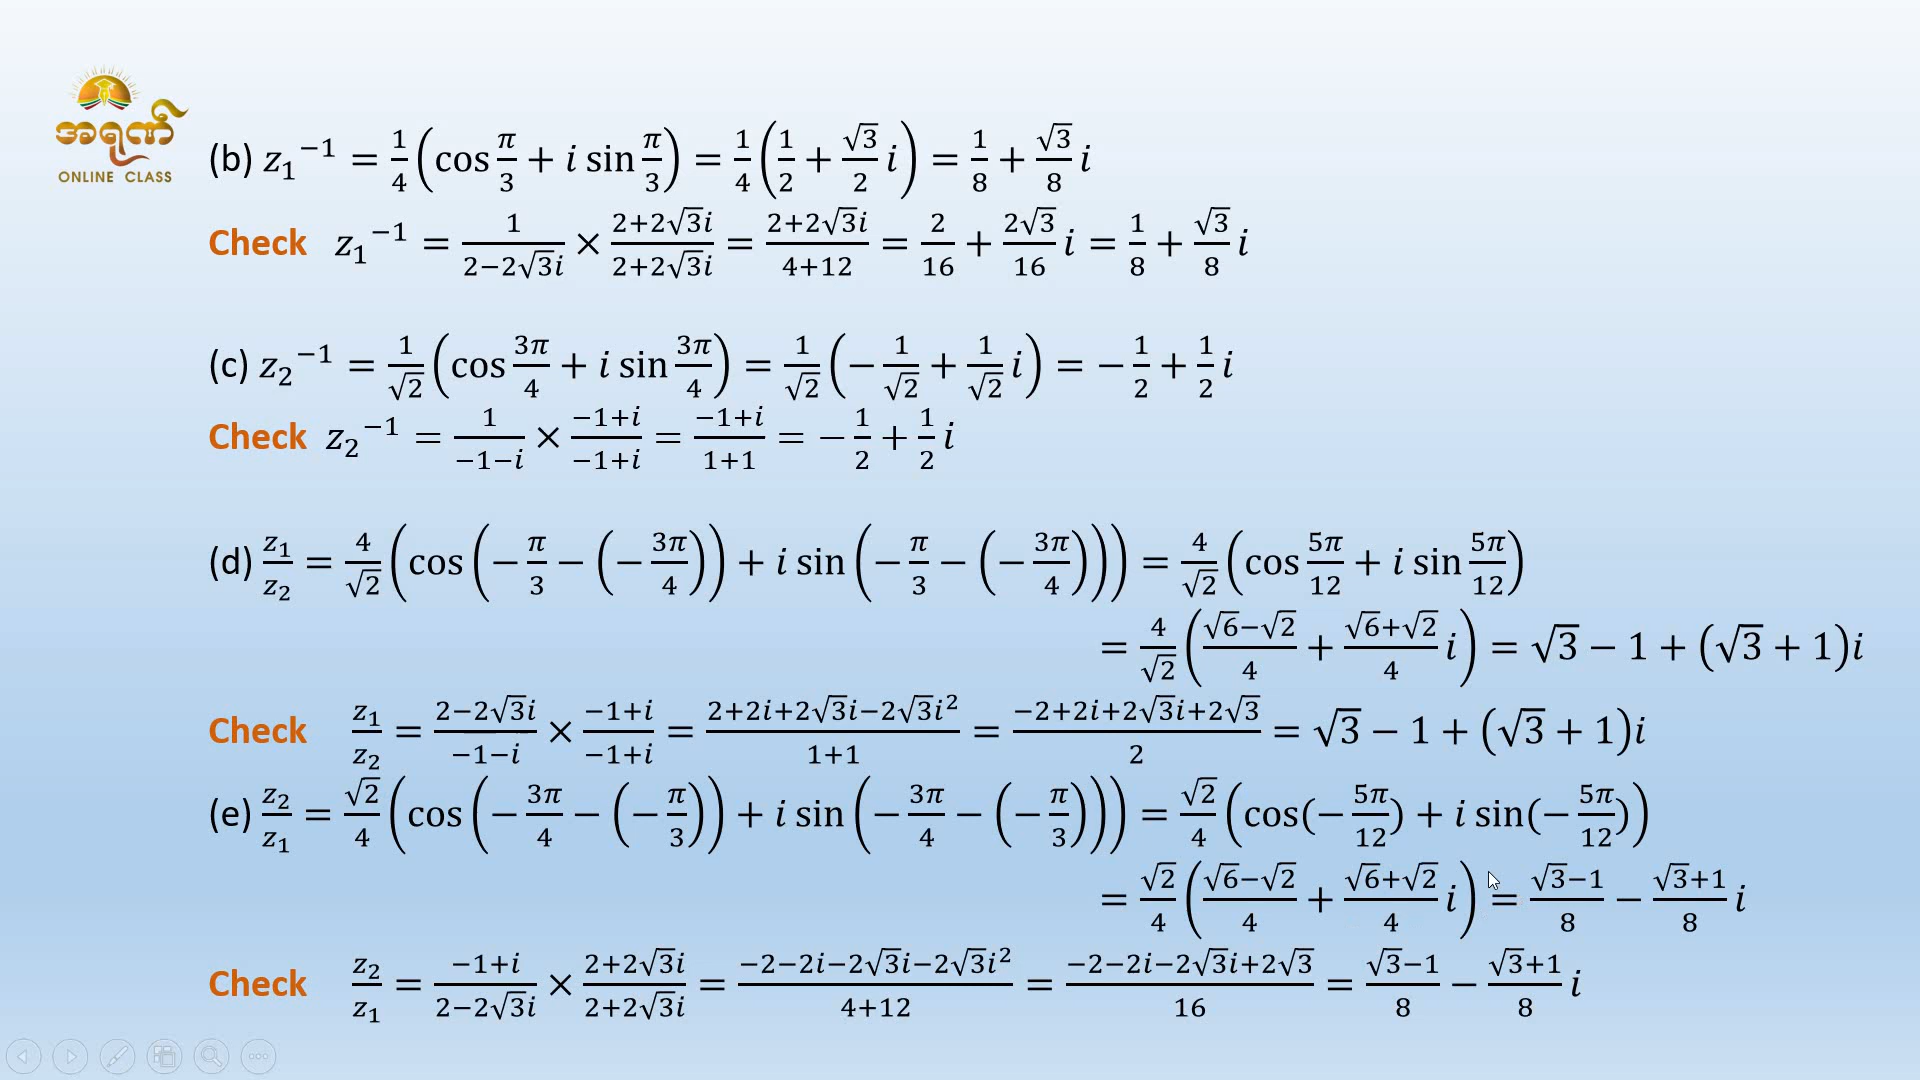 အရုဏ်
ONLINE CLASS
(b) z₁⁻¹ = 1/4 (cos π/3 + i sin π/3) = 1/4 (1/2 + √3/2 i) = 1/8 + √3/8 i
Check z₁⁻¹ = 1/(2−2√3i) × (2+2√3i)/(2+2√3i) = (2+2√3i)/(4+12) = 2/16 + 2√3/16 i = 1/8 + √3/8 i
(c) z₂⁻¹ = 1/√2 (cos 3π/4 + i sin 3π/4) = 1/√2 (−1/√2 + 1/√2 i) = −1/2 + 1/2 i
Check z₂⁻¹ = 1/(−1−i) × (−1+i)/(−1+i) = (−1+i)/(1+1) = −1/2 + 1/2 i
(d) z₁/z₂ = 4/√2 (cos(−π/3 − (−3π/4)) + i sin(−π/3 − (−3π/4))) = 4/√2 (cos 5π/12 + i sin 5π/12)
= 4/√2 ((√6−√2)/4 + (√6+√2)/4 i) = √3 − 1 + (√3 + 1)i
Check z₁/z₂ = (2−2√3i)/(−1−i) × (−1+i)/(−1+i) = (2+2i+2√3i−2√3i²)/(1+1) = (−2+2i+2√3i+2√3)/2 = √3 − 1 + (√3 + 1)i
(e) z₂/z₁ = √2/4 (cos(−3π/4 − (−π/3)) + i sin(−3π/4 − (−π/3))) = √2/4 (cos(−5π/12) + i sin(−5π/12))
= √2/4 ((√6−√2)/4 + (√6+√2)/4 i) = (√3−1)/8 − (√3+1)/8 i
Check z₂/z₁ = (−1+i)/(2−2√3i) × (2+2√3i)/(2+2√3i) = (−2−2i−2√3i−2√3i²)/(4+12) = (−2−2i−2√3i+2√3)/16 = (√3−1)/8 − (√3+1)/8 i